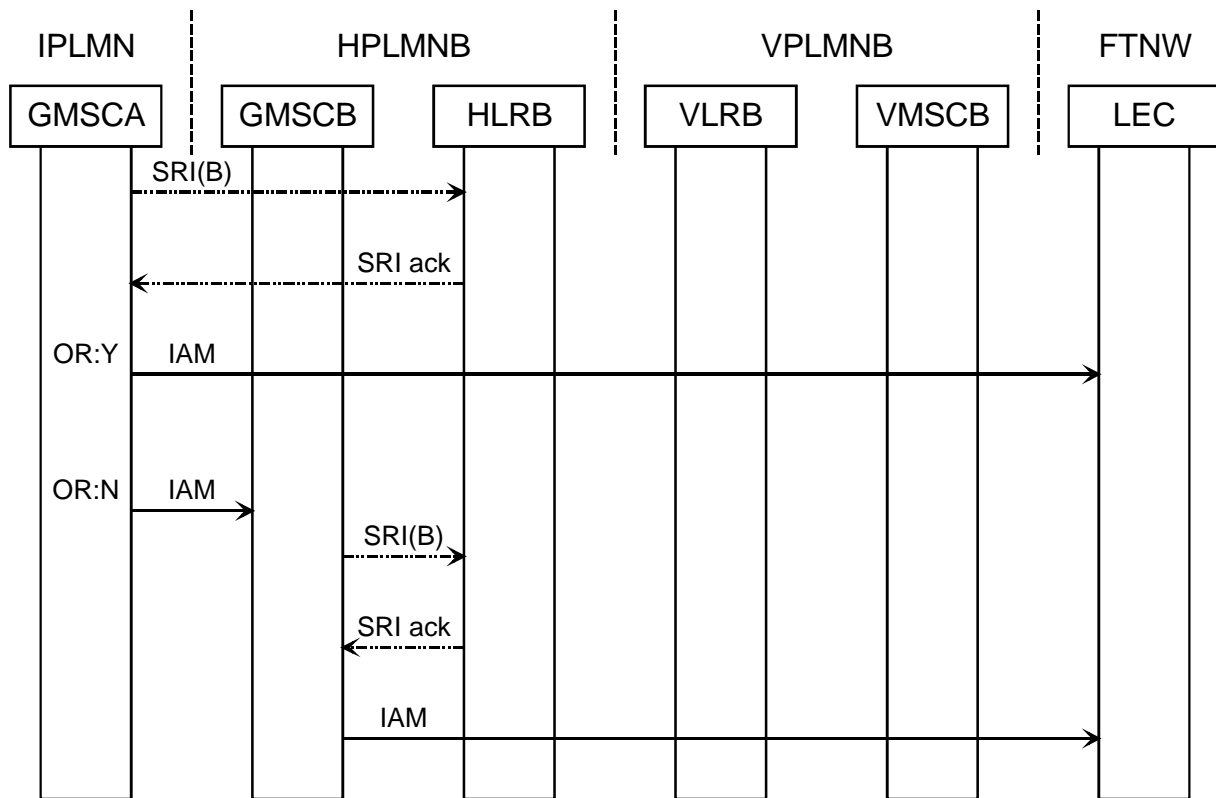 IPLMN HPLMNB VPLMNB FTNW
GMSCA GMSCB HLRB VLRB VMSCB LEC
SRI(B)
SRI ack
OR:Y IAM
OR:N IAM
SRI(B)
SRI ack
IAM